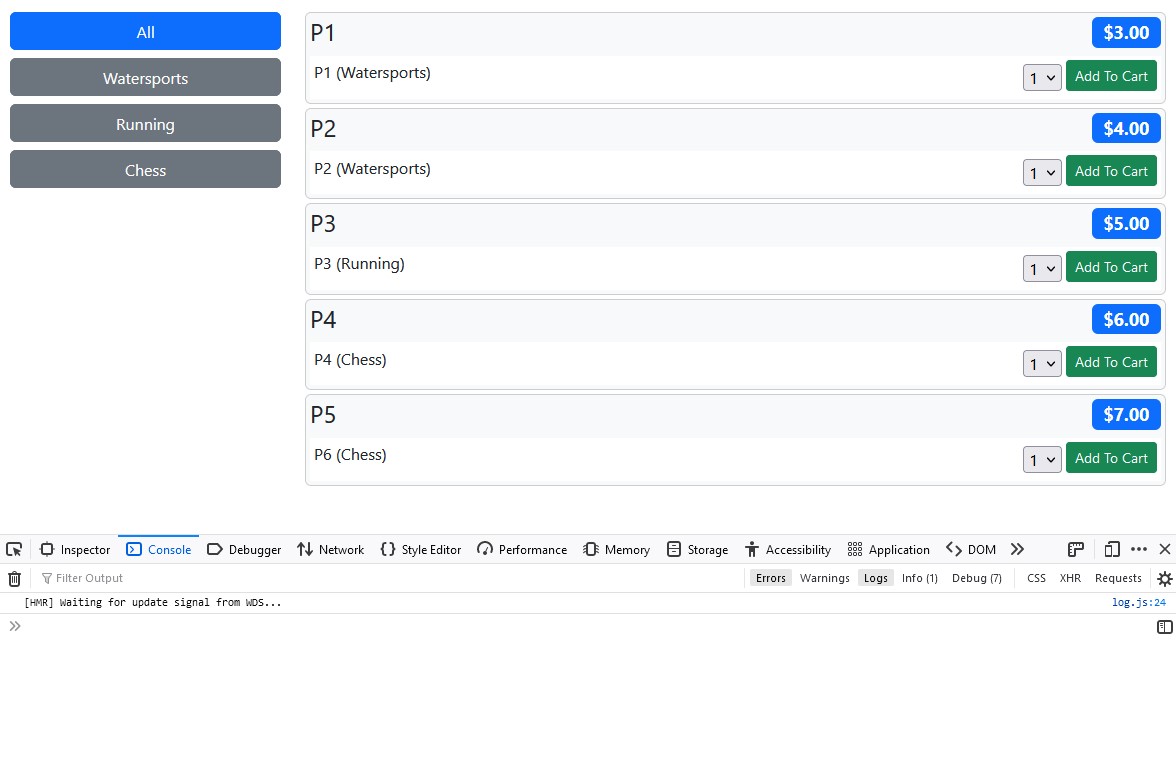 All
Watersports
Running
Chess
P1 $3.00
P1 (Watersports) 1 Add To Cart
P2 $4.00
P2 (Watersports) 1 Add To Cart
P3 $5.00
P3 (Running) 1 Add To Cart
P4 $6.00
P4 (Chess) 1 Add To Cart
P5 $7.00
P6 (Chess) 1 Add To Cart
Inspector Console Debugger Network Style Editor Performance Memory Storage Accessibility Application DOM
Filter Output Errors Warnings Logs Info (1) Debug (7) CSS XHR Requests
[HMR] Waiting for update signal from WDS... log.js:24